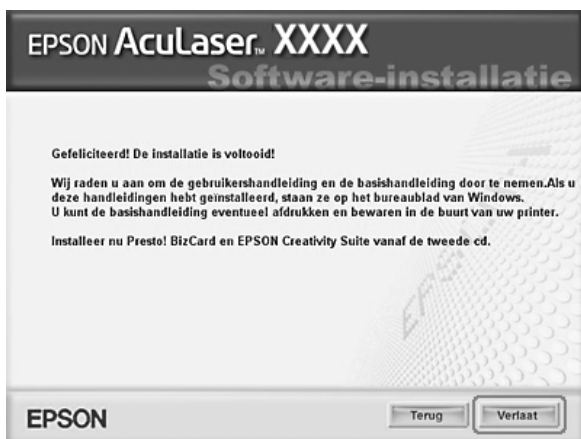 EPSON AcuLaser™ XXXX
Software-installatie
Gefeliciteerd! De installatie is voltooid!
Wij raden u aan om de gebruikershandleiding en de basishandleiding door te nemen.Als u
deze handleidingen hebt geïnstalleerd, staan ze op het bureaublad van Windows.
U kunt de basishandleiding eventueel afdrukken en bewaren in de buurt van uw printer.
Installeer nu Presto! BizCard en EPSON Creativity Suite vanaf de tweede cd.
EPSON
EPSON
Terug
Verlaat